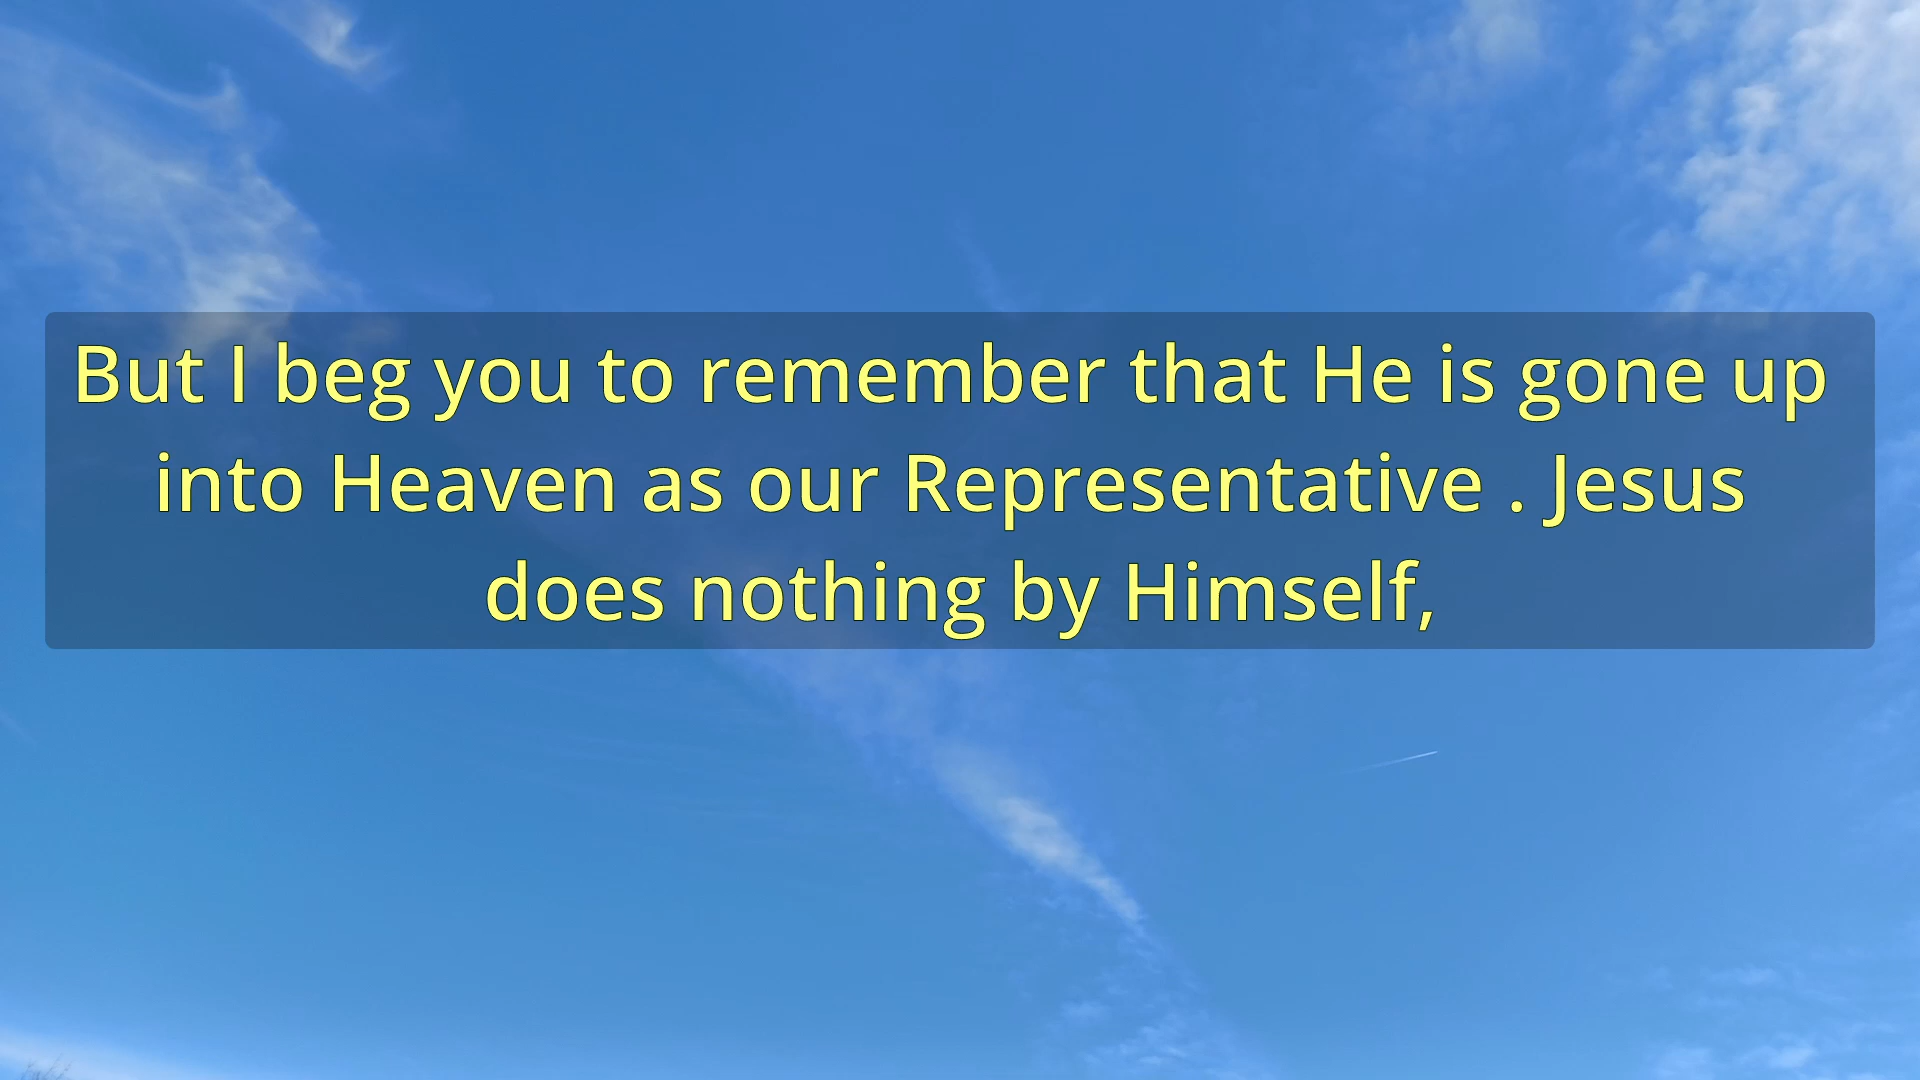 But I beg you to remember that He is gone up
into Heaven as our Representative . Jesus
does nothing by Himself,